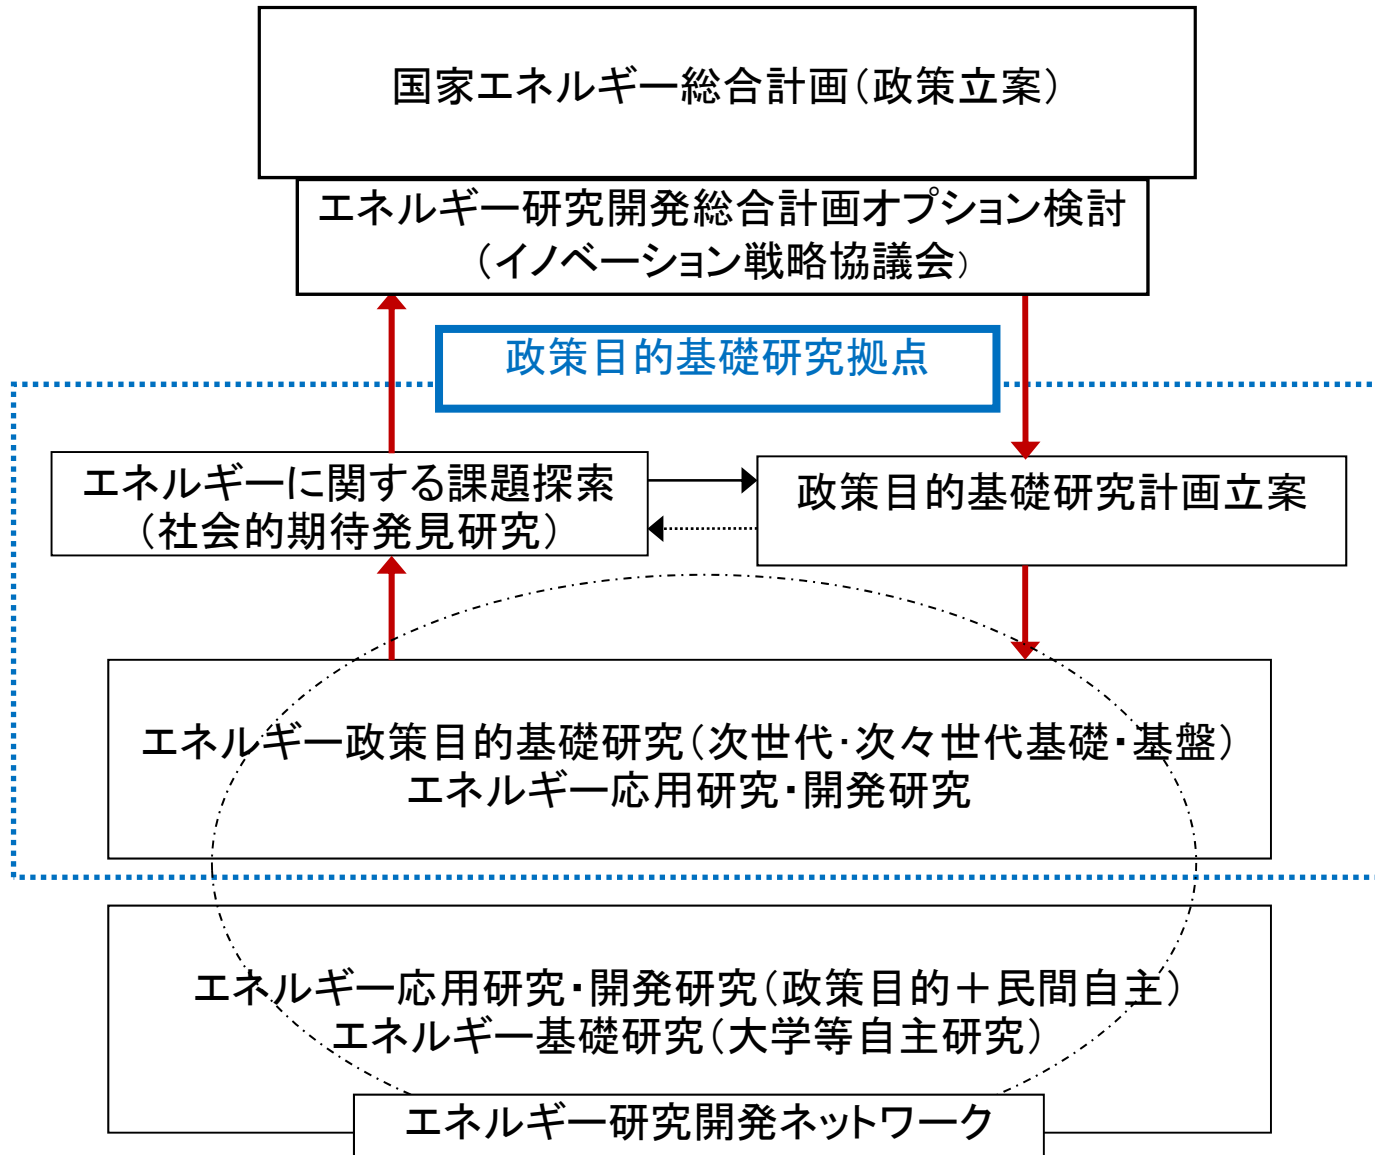 国家エネルギー総合計画(政策立案)
エネルギー研究開発総合計画オプション検討
(イノベーション戦略協議会)
政策目的基礎研究拠点
エネルギーに関する課題探索
(社会的期待発見研究)
政策目的基礎研究計画立案
エネルギー政策目的基礎研究(次世代・次々世代基礎・基盤)
エネルギー応用研究・開発研究
エネルギー応用研究・開発研究(政策目的+民間自主)
エネルギー基礎研究(大学等自主研究)
エネルギー研究開発ネットワーク